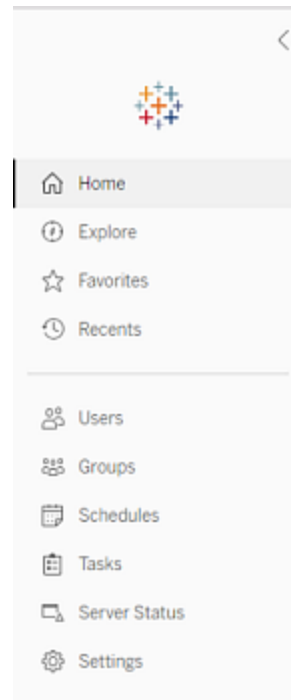 Home
Explore
Favorites
Recents
Users
Groups
Schedules
Tasks
Server Status
Settings